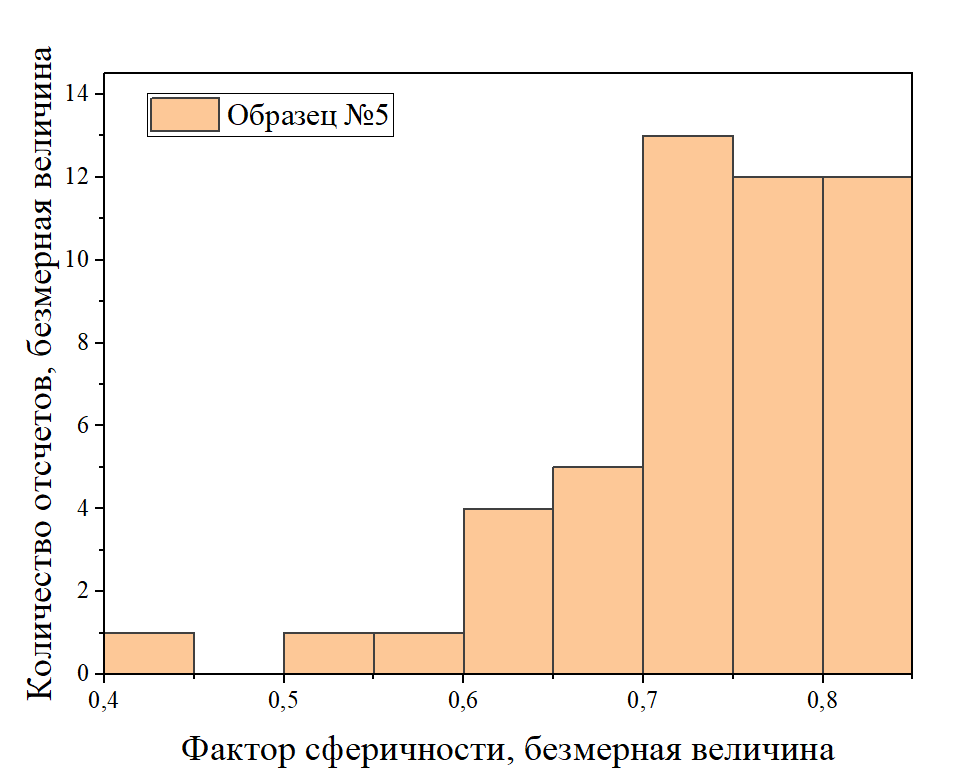 Количество отсчетов, безмерная величина
14
12
10
8
6
4
2
0
Образец №5
0,4 0,5 0,6 0,7 0,8
Фактор сферичности, безмерная величина